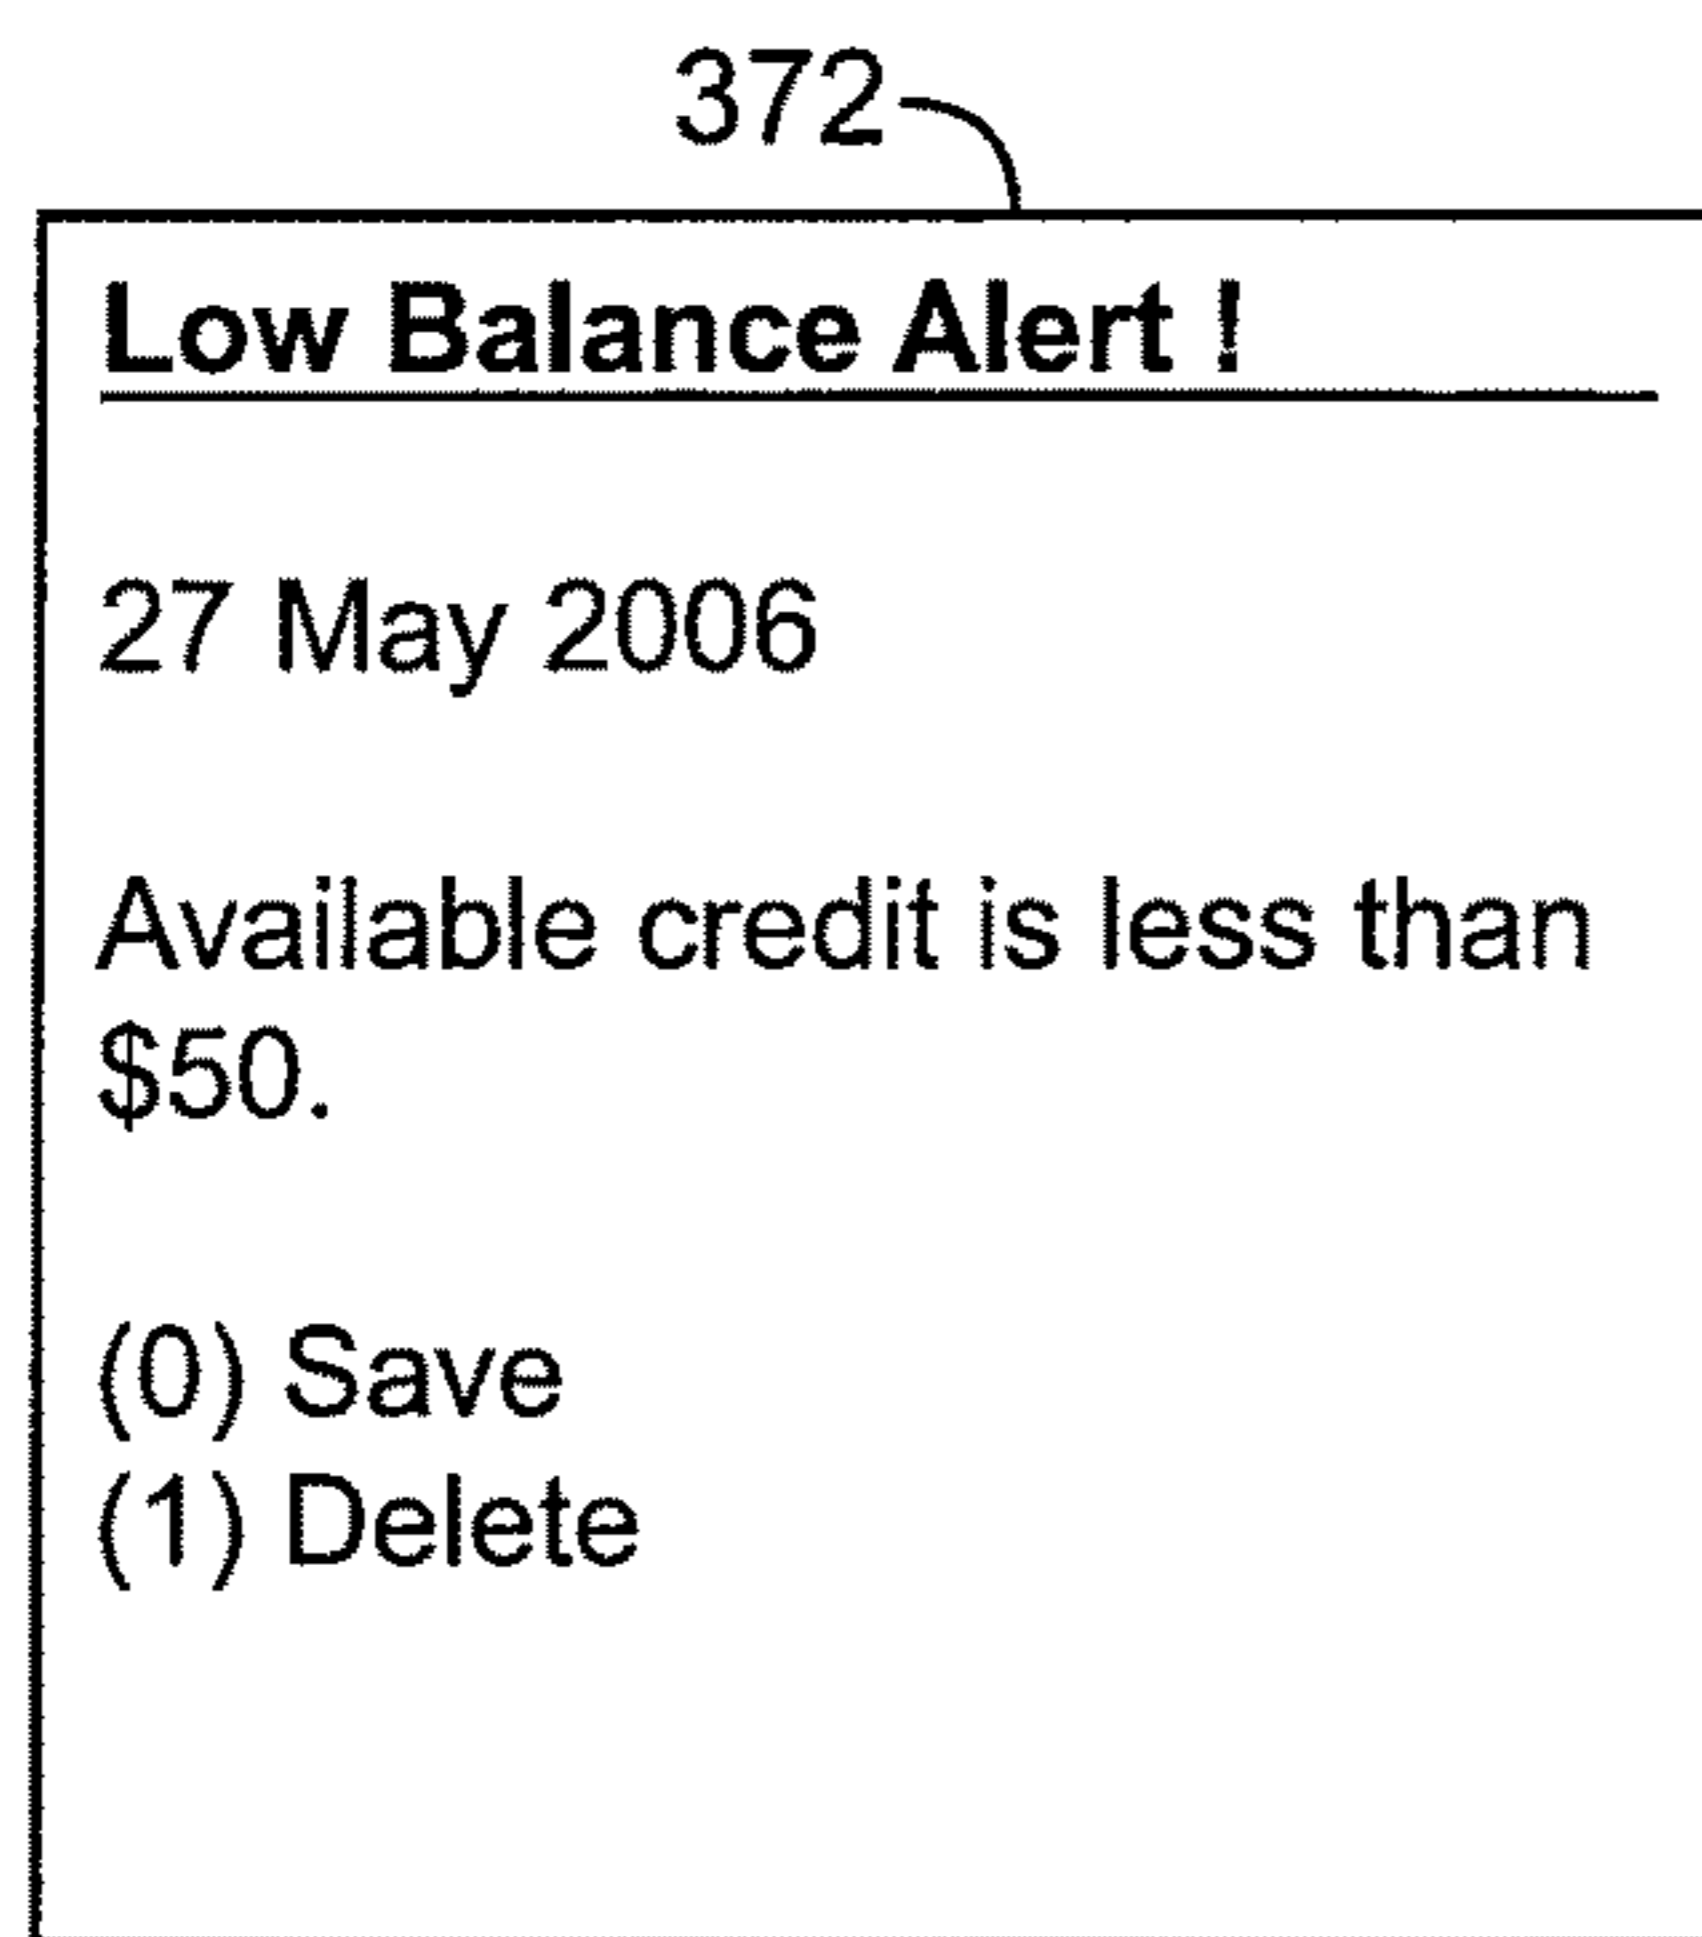 372
Low Balance Alert !
27 May 2006
Available credit is less than
$50.
(0) Save
(1) Delete